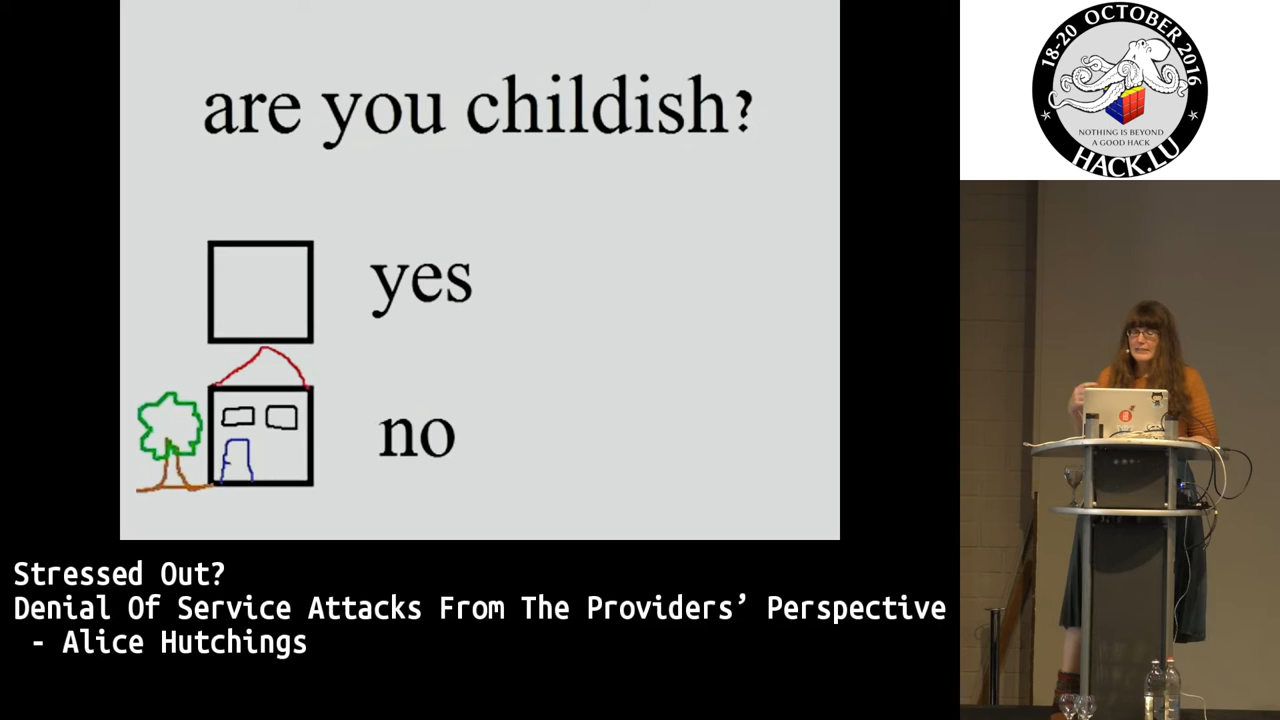 are you childish?
yes
no
18-20 OCTOBER 2016
NOTHING IS BEYOND
A GOOD HACK
HACK.LU
Stressed Out?
Denial Of Service Attacks From The Providers’ Perspective
- Alice Hutchings